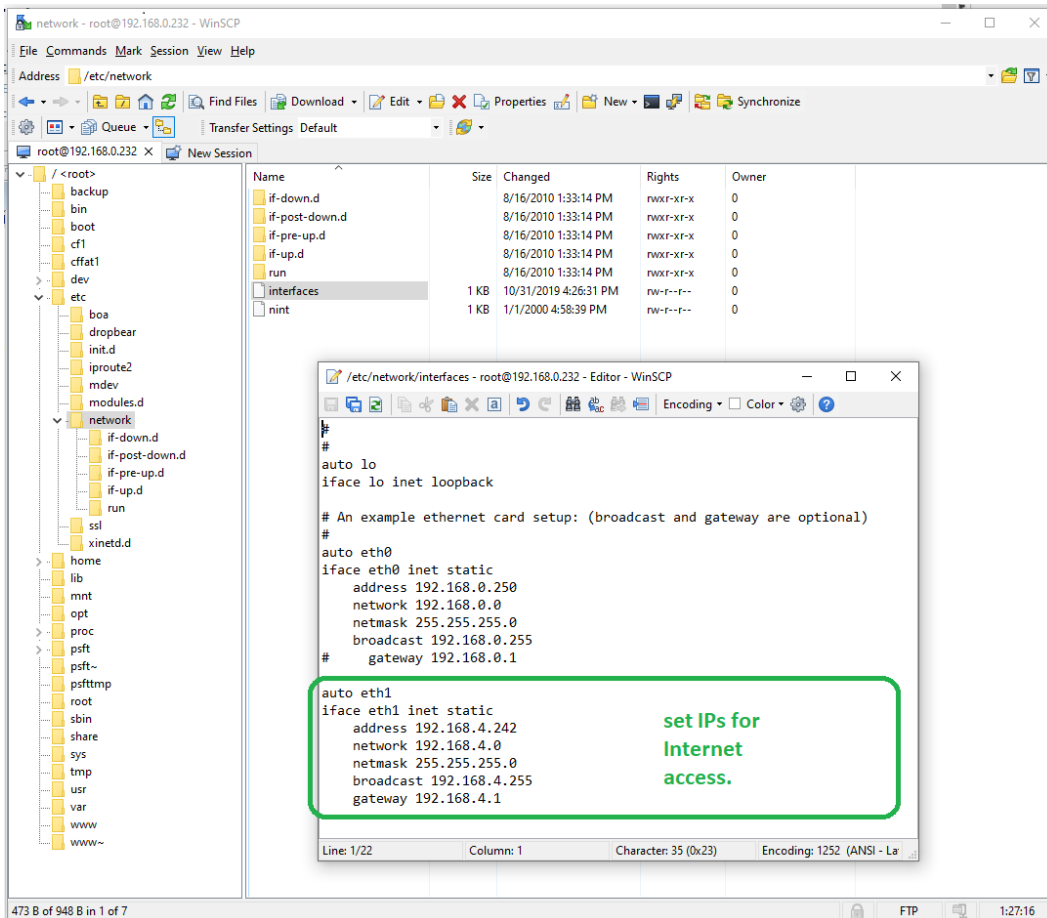 network - root@192.168.0.232 - WinSCP
File Commands Mark Session View Help
Address /etc/network
Find Files Download Edit Properties New Synchronize
Queue Transfer Settings Default
root@192.168.0.232 × New Session
/ <root>
backup
bin
boot
cf1
cffat1
dev
etc
boa
dropbear
init.d
iproute2
mdev
modules.d
network
if-down.d
if-post-down.d
if-pre-up.d
if-up.d
run
ssl
xinetd.d
home
lib
mnt
opt
proc
psft
psft~
psfttmp
root
sbin
share
sys
tmp
usr
var
www
www~
Name Size Changed Rights Owner
if-down.d 8/16/2010 1:33:14 PM rwxr-xr-x 0
if-post-down.d 8/16/2010 1:33:14 PM rwxr-xr-x 0
if-pre-up.d 8/16/2010 1:33:14 PM rwxr-xr-x 0
if-up.d 8/16/2010 1:33:14 PM rwxr-xr-x 0
run 8/16/2010 1:33:14 PM rwxr-xr-x 0
interfaces 1 KB 10/31/2019 4:26:31 PM rw-r--r-- 0
nint 1 KB 1/1/2000 4:58:39 PM rw-r--r-- 0
/etc/network/interfaces - root@192.168.0.232 - Editor - WinSCP
Encoding Color
#
#
auto lo
iface lo inet loopback
# An example ethernet card setup: (broadcast and gateway are optional)
#
auto eth0
iface eth0 inet static
address 192.168.0.250
network 192.168.0.0
netmask 255.255.255.0
broadcast 192.168.0.255
# gateway 192.168.0.1
auto eth1
iface eth1 inet static
address 192.168.4.242
network 192.168.4.0
netmask 255.255.255.0
broadcast 192.168.4.255
gateway 192.168.4.1
set IPs for
Internet
access.
Line: 1/22 Column: 1 Character: 35 (0x23) Encoding: 1252 (ANSI - La
473 B of 948 B in 1 of 7 FTP 1:27:16